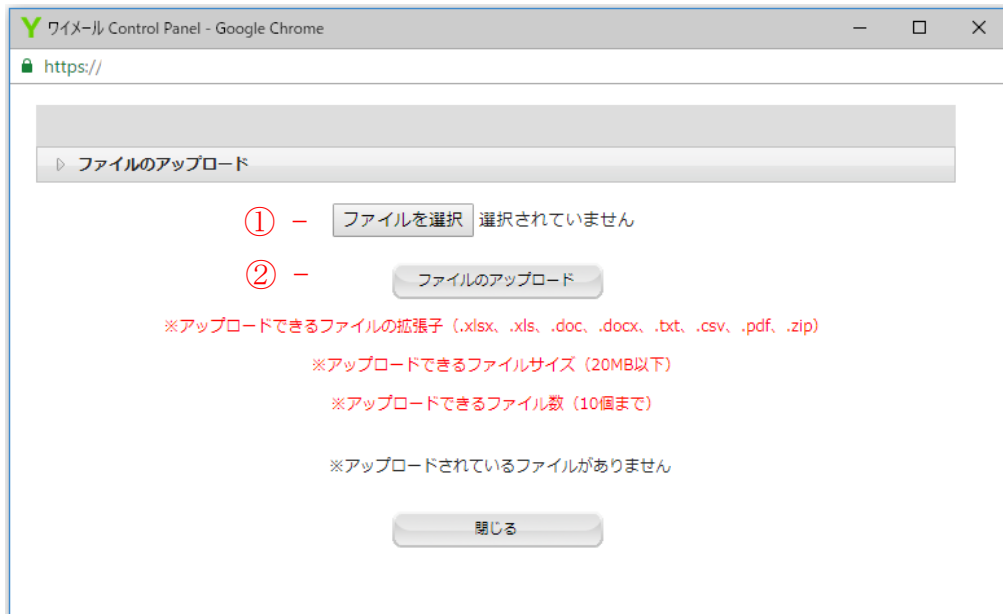 ワイメール Control Panel - Google Chrome
https://
ファイルのアップロード
① － ファイルを選択 選択されていません
② － ファイルのアップロード
※アップロードできるファイルの拡張子（.xlsx、.xls、.doc、.docx、.txt、.csv、.pdf、.zip）
※アップロードできるファイルサイズ（20MB以下）
※アップロードできるファイル数（10個まで）
※アップロードされているファイルがありません
閉じる